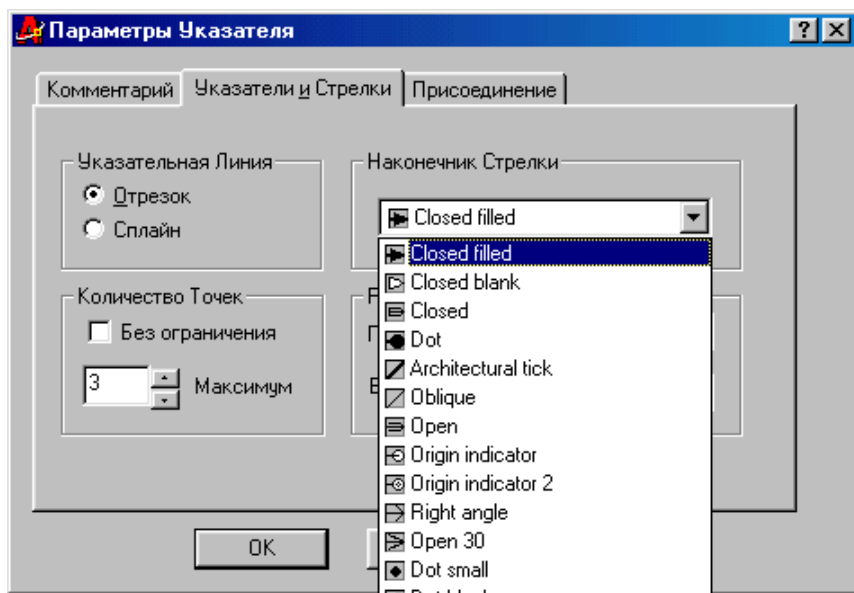 Параметры Указателя
Комментарий Указатели и Стрелки Присоединение
Указательная Линия
Отрезок
Сплайн
Наконечник Стрелки
Closed filled
Closed filled
Closed blank
Closed
Dot
Architectural tick
Oblique
Open
Origin indicator
Origin indicator 2
Right angle
Open 30
Dot small
Количество Точек
Без ограничения
3 Максимум
OK